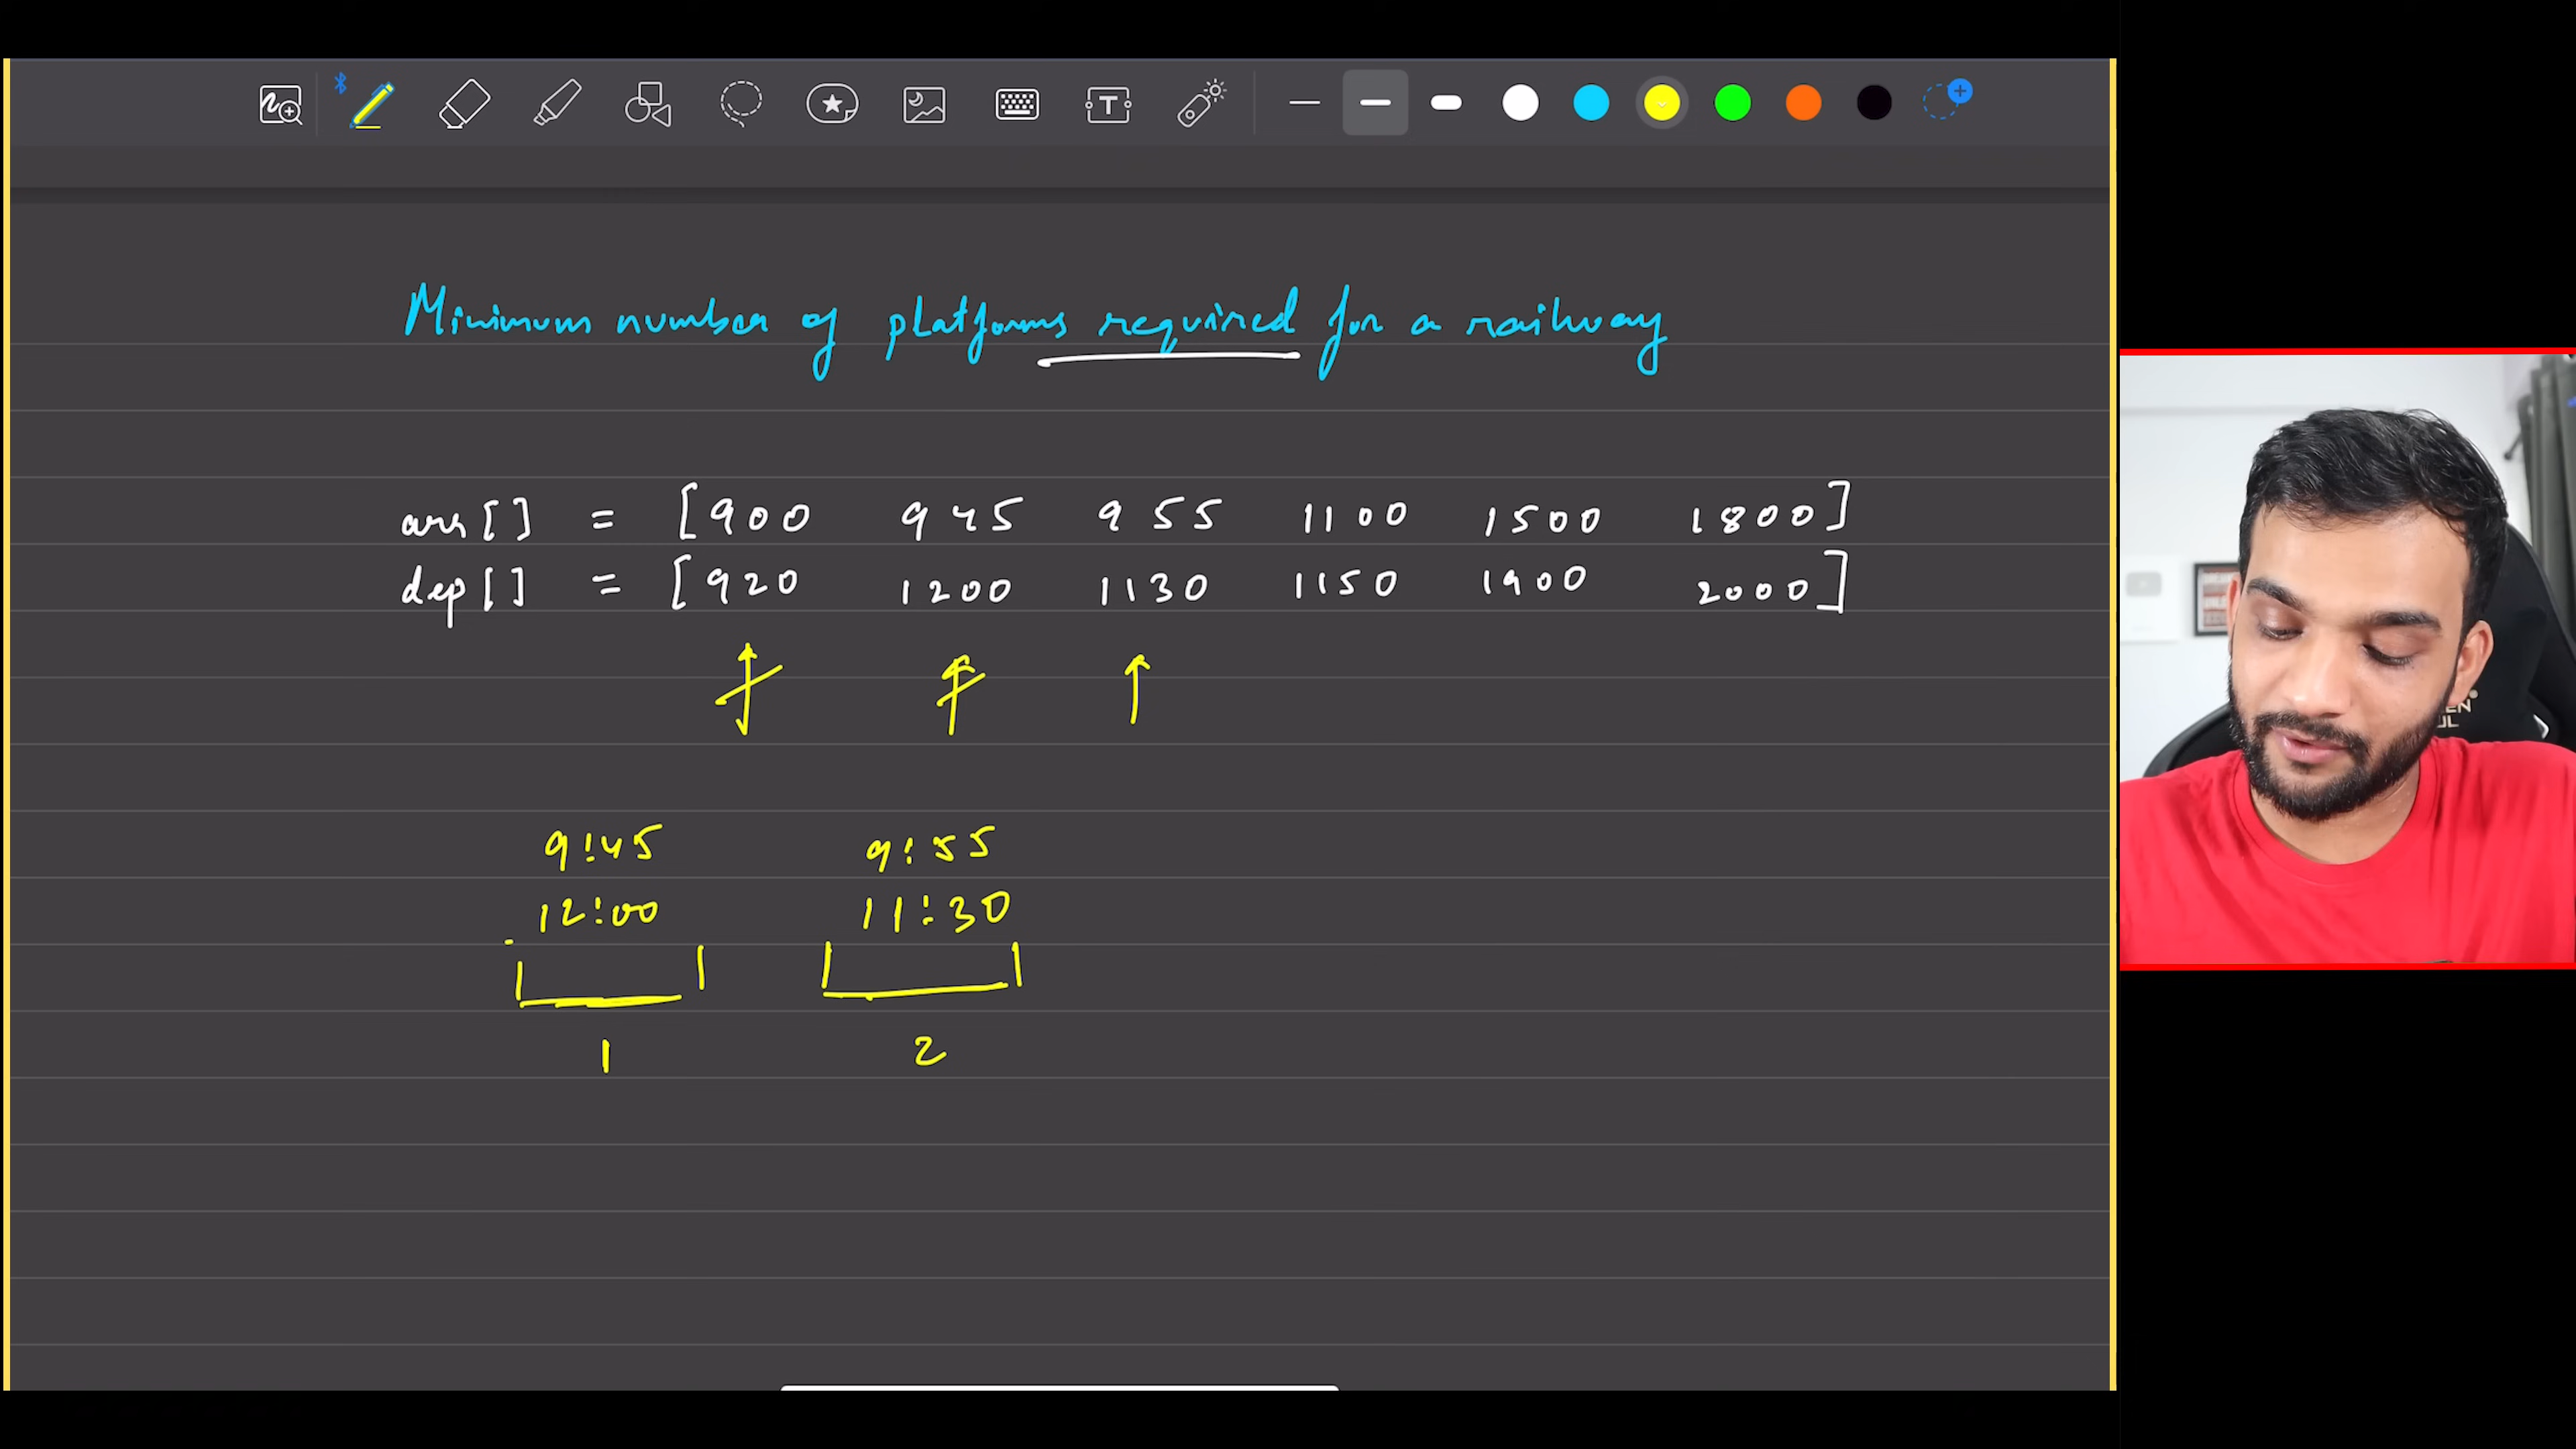 Minimum number of platforms required for a railway
arr[] = [900 945 955 1100 1500 1800]
dep[] = [920 1200 1130 1150 1900 2000]
9:45 9:55
12:00 11:30
1 2